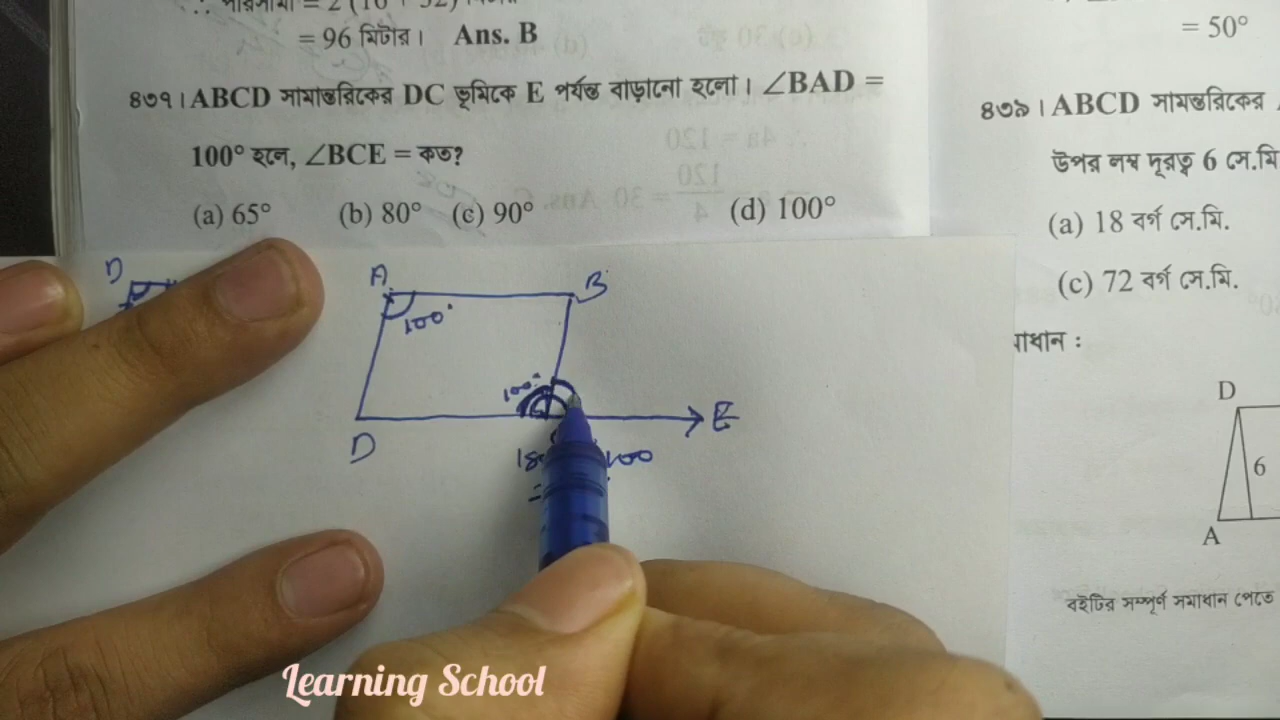 = 96 মিটার। Ans. B
৪৩৭। ABCD সামান্তরিকের DC ভূমিকে E পর্যন্ত বাড়ানো হলো। ∠BAD =
100° হলে, ∠BCE = কত?
(a) 65° (b) 80° (c) 90° (d) 100°
D
A B
100°
100°
D E
100
= 50°
৪৩৯। ABCD সামন্তরিকের
উপর লম্ব দূরত্ব 6 সে.মি
(a) 18 বর্গ সে.মি.
(c) 72 বর্গ সে.মি.
D
6
A
বইটির সম্পূর্ণ সমাধান পেতে
Learning School